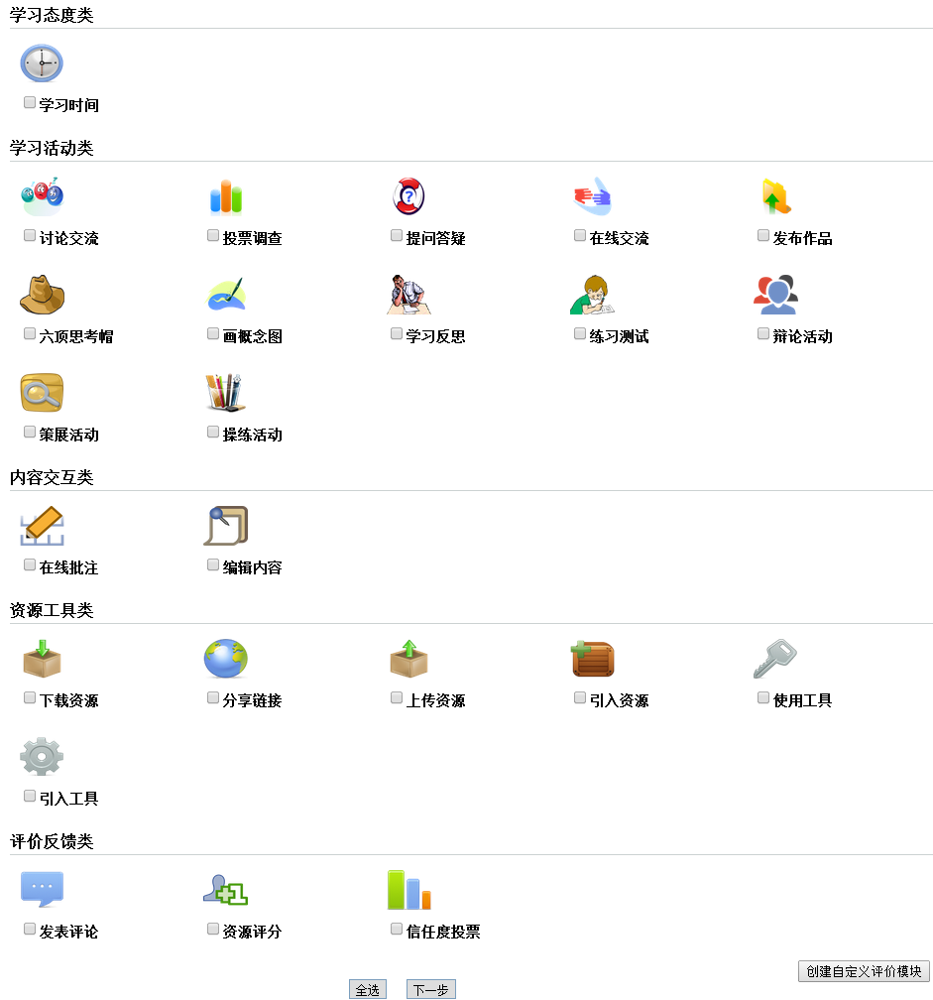 学习态度类
学习时间
学习活动类
讨论交流 投票调查 提问答疑 在线交流 发布作品
六顶思考帽 画概念图 学习反思 练习测试 辩论活动
策展活动 操练活动
内容交互类
在线批注 编辑内容
资源工具类
下载资源 分享链接 上传资源 引入资源 使用工具
引入工具
评价反馈类
发表评论 资源评分 信任度投票
创建自定义评价模块
全选 下一步